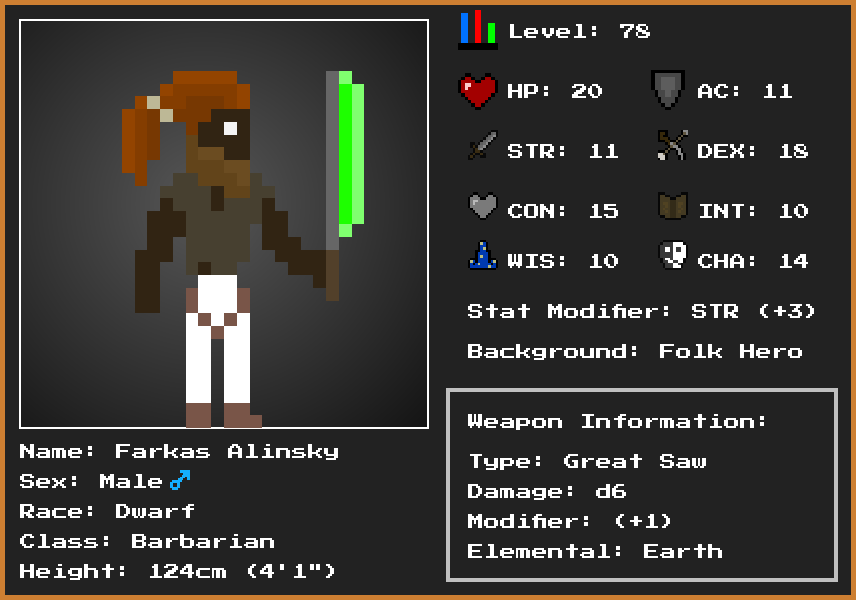 Level: 78
HP: 20
AC: 11
STR: 11
DEX: 18
CON: 15
INT: 10
WIS: 10
CHA: 14
Stat Modifier: STR (+3)
Background: Folk Hero
Weapon Information:
Type: Great Saw
Damage: d6
Modifier: (+1)
Elemental: Earth
Name: Farkas Alinsky
Sex: Male ♂
Race: Dwarf
Class: Barbarian
Height: 124cm (4'1")